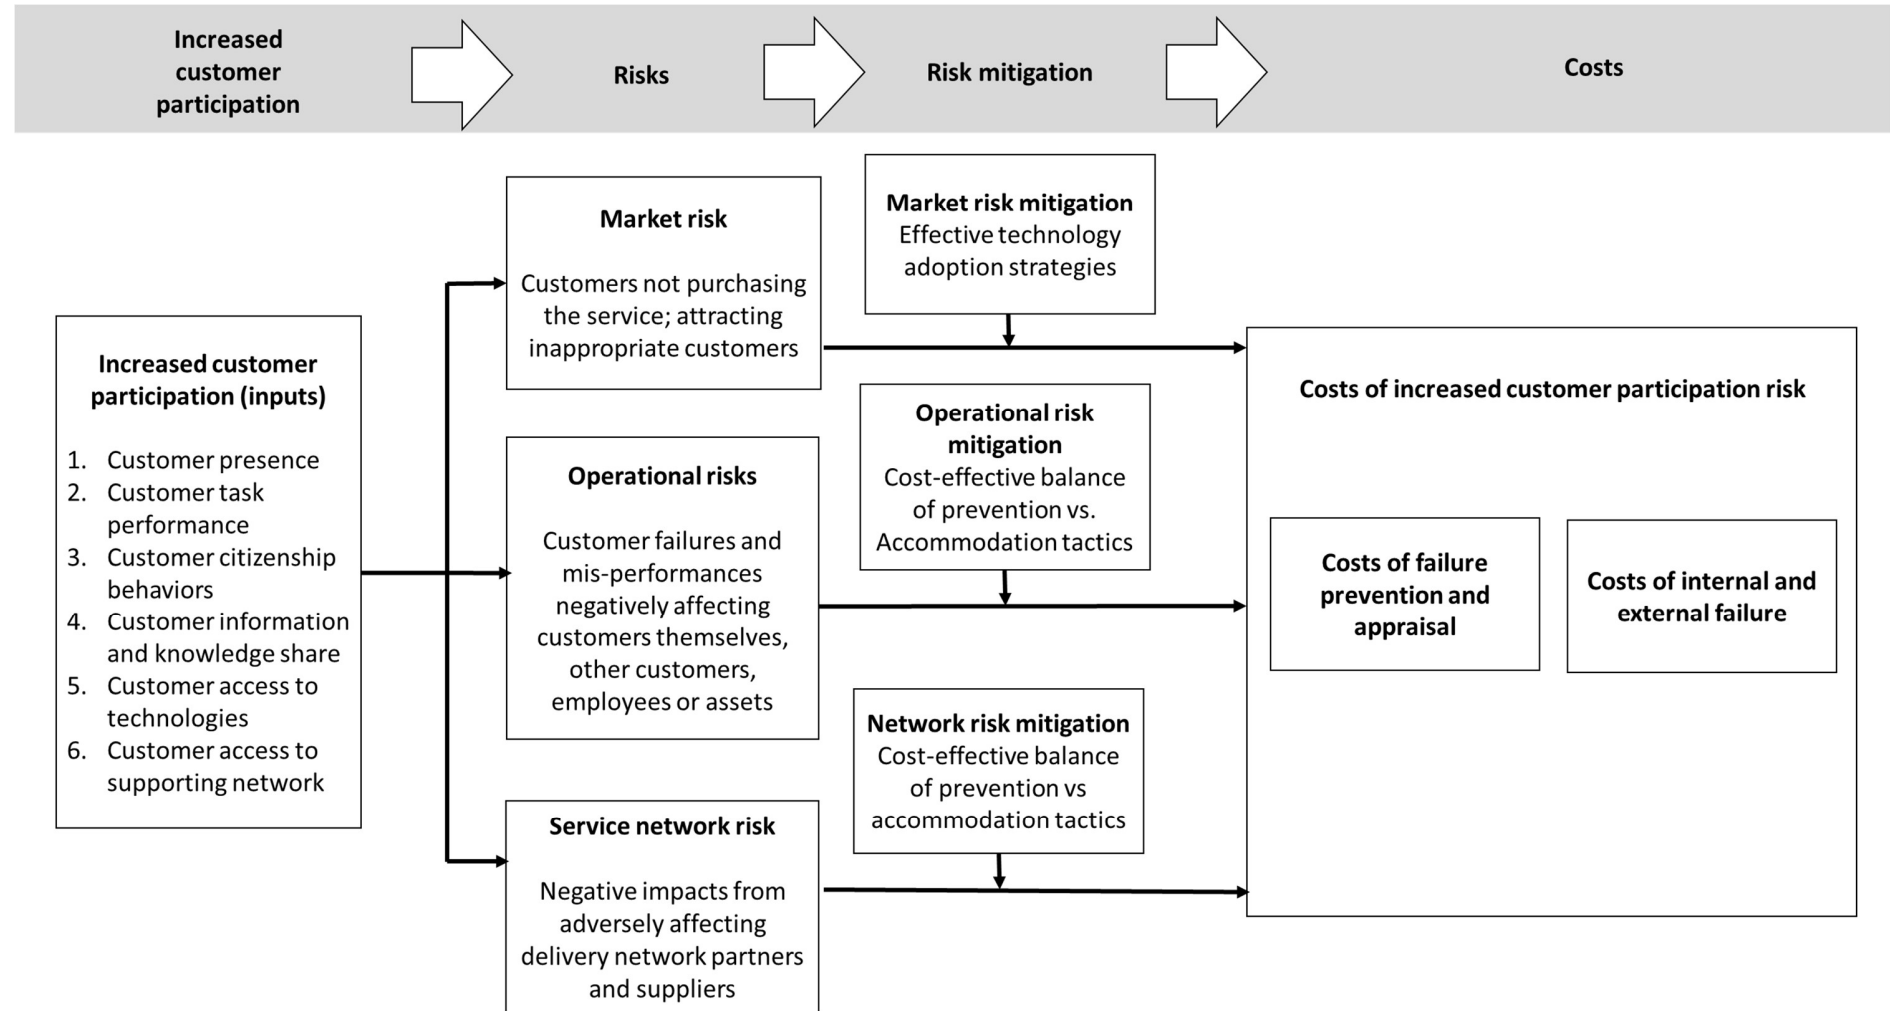 Increased
customer
participation
Risks
Risk mitigation
Costs
Increased customer
participation (inputs)
1. Customer presence
2. Customer task
performance
3. Customer citizenship
behaviors
4. Customer information
and knowledge share
5. Customer access to
technologies
6. Customer access to
supporting network
Market risk
Customers not purchasing
the service; attracting
inappropriate customers
Operational risks
Customer failures and
mis-performances
negatively affecting
customers themselves,
other customers,
employees or assets
Service network risk
Negative impacts from
adversely affecting
delivery network partners
and suppliers
Market risk mitigation
Effective technology
adoption strategies
Operational risk
mitigation
Cost-effective balance
of prevention vs.
Accommodation tactics
Network risk mitigation
Cost-effective balance
of prevention vs
accommodation tactics
Costs of increased customer participation risk
Costs of failure
prevention and
appraisal
Costs of internal and
external failure